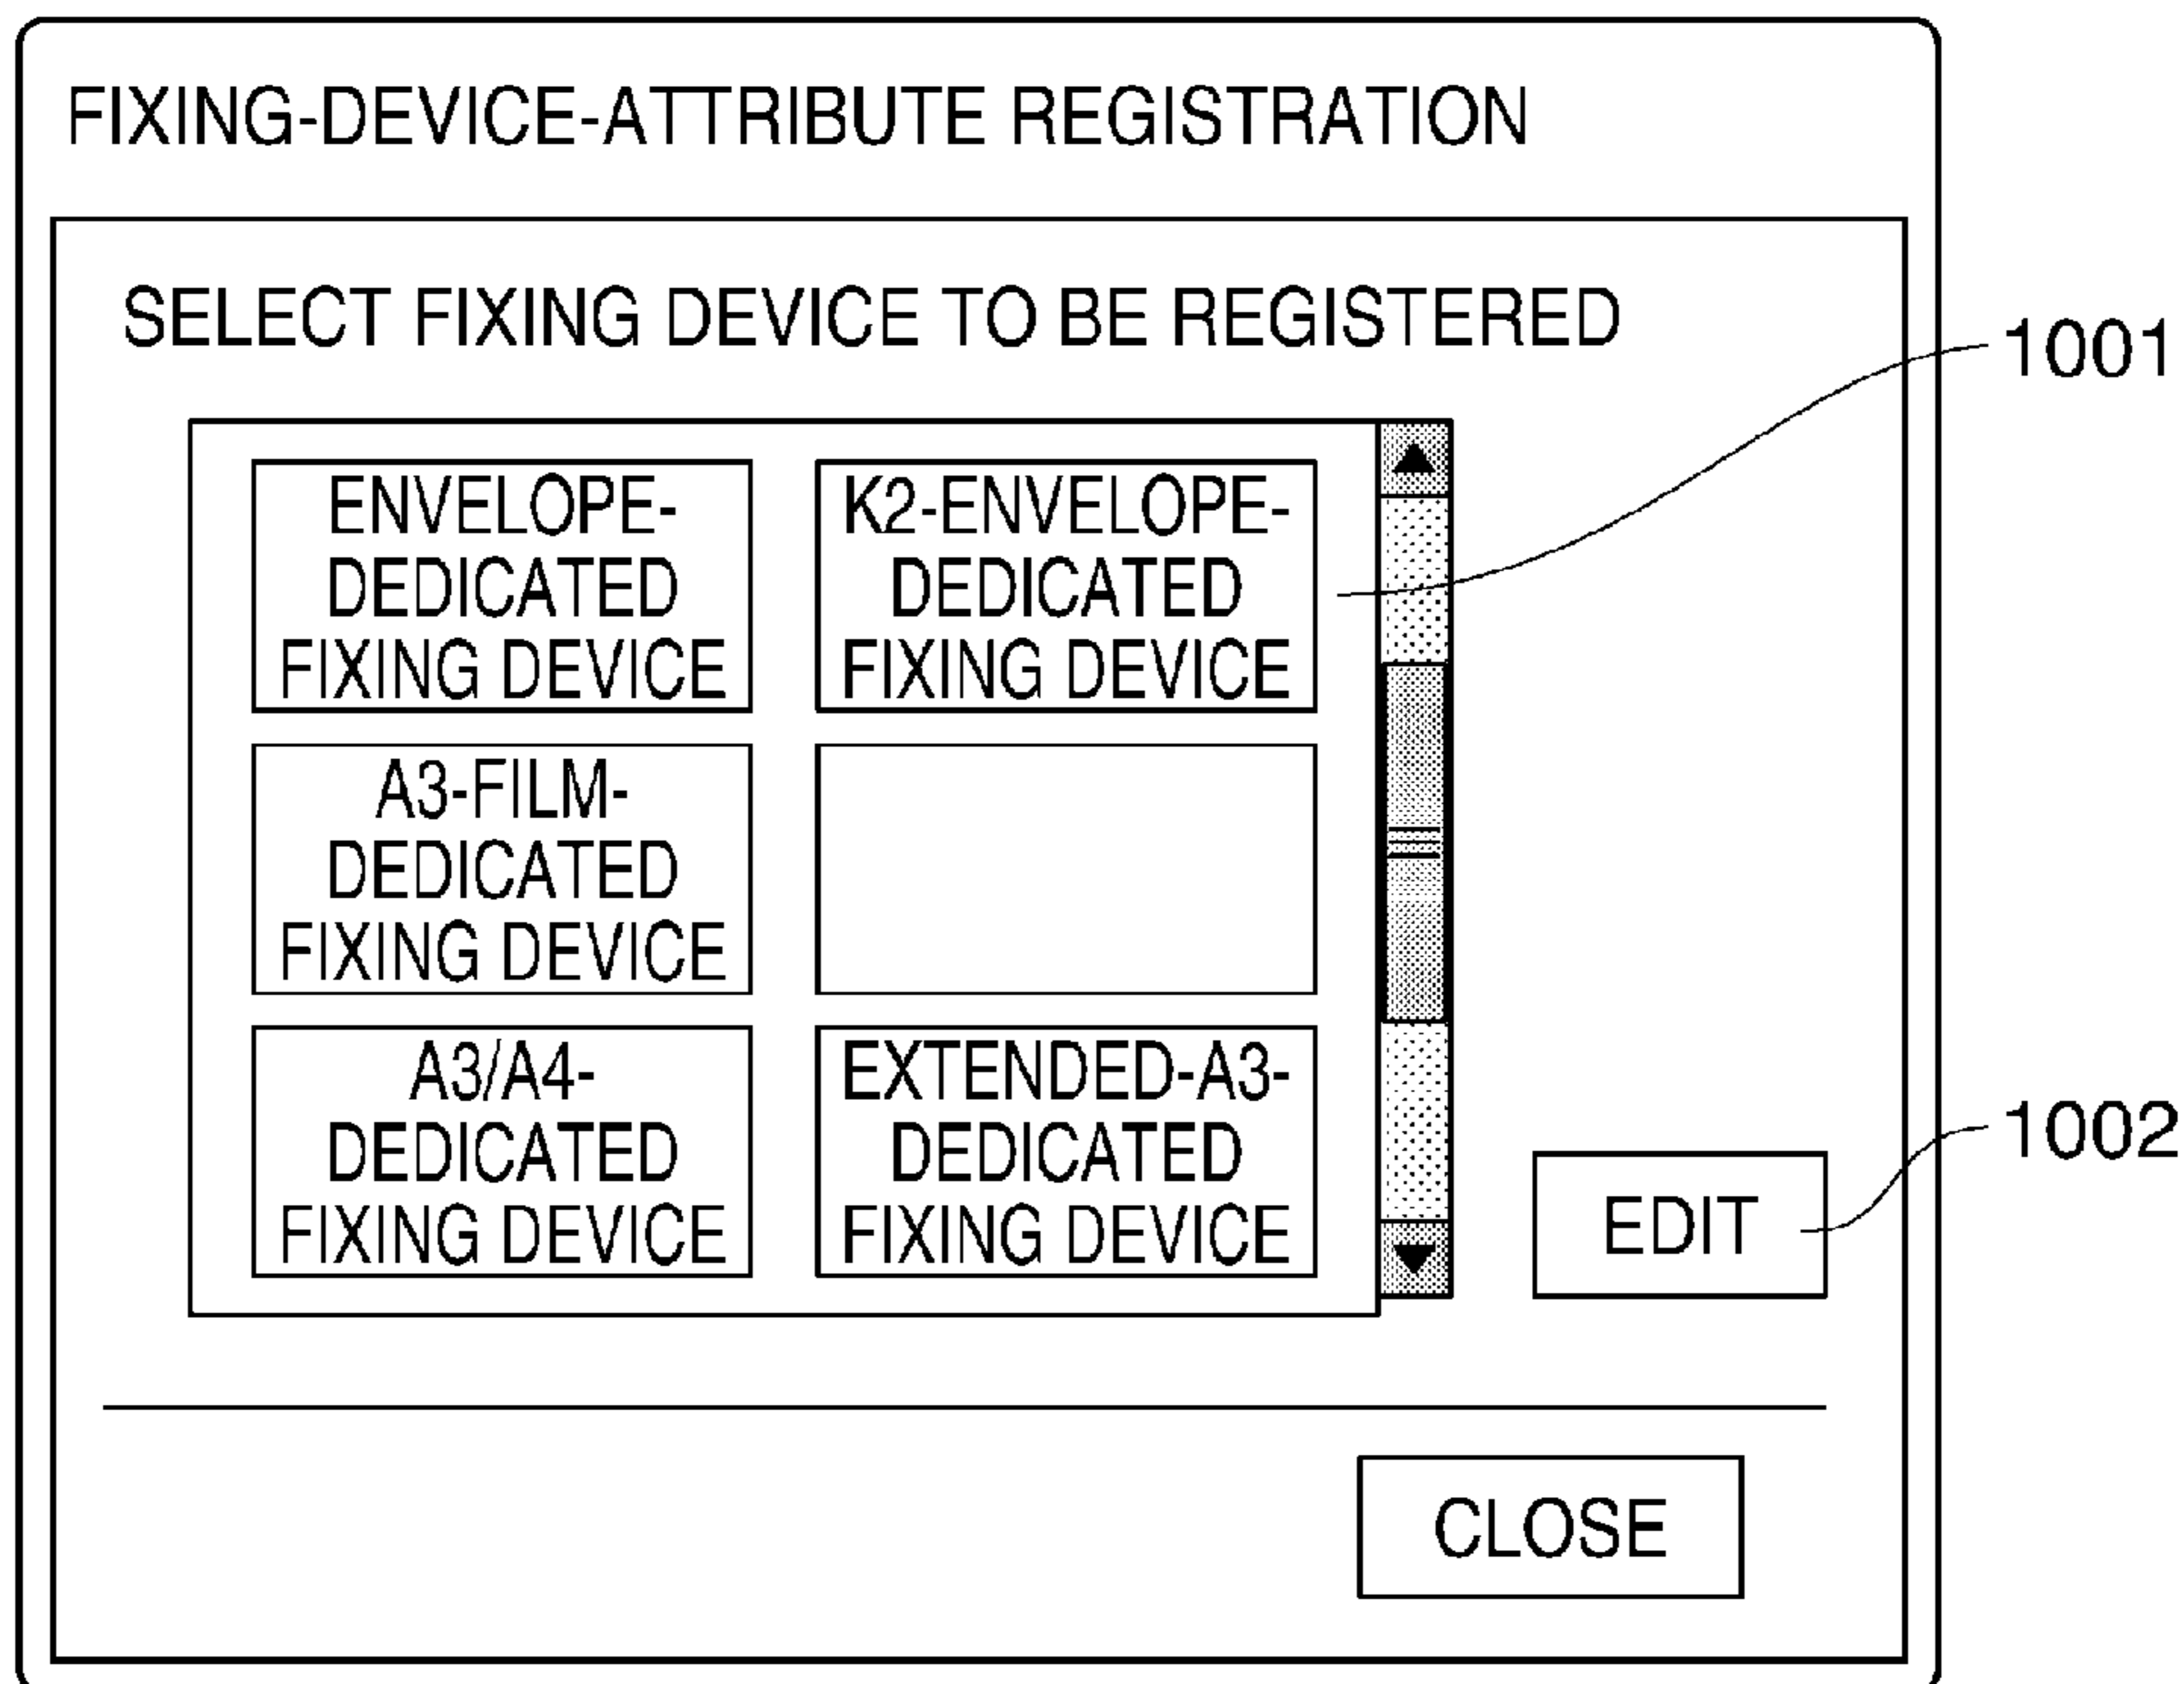 FIXING-DEVICE-ATTRIBUTE REGISTRATION
SELECT FIXING DEVICE TO BE REGISTERED
1001
ENVELOPE-
DEDICATED
FIXING DEVICE
K2-ENVELOPE-
DEDICATED
FIXING DEVICE
A3-FILM-
DEDICATED
FIXING DEVICE
A3/A4-
DEDICATED
FIXING DEVICE
EXTENDED-A3-
DEDICATED
FIXING DEVICE
1002
EDIT
CLOSE